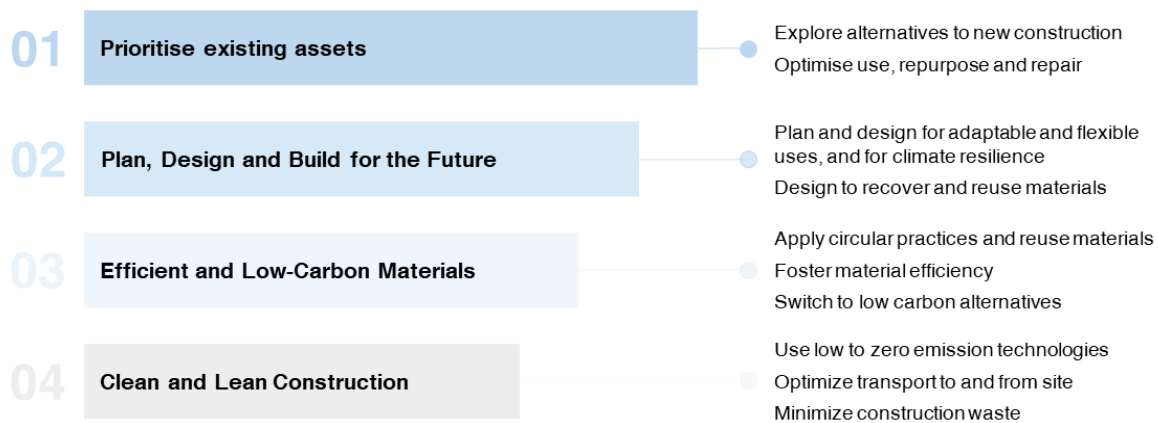 01
Prioritise existing assets
Explore alternatives to new construction
Optimise use, repurpose and repair
02
Plan, Design and Build for the Future
Plan and design for adaptable and flexible
uses, and for climate resilience
Design to recover and reuse materials
03
Efficient and Low-Carbon Materials
Apply circular practices and reuse materials
Foster material efficiency
Switch to low carbon alternatives
04
Clean and Lean Construction
Use low to zero emission technologies
Optimize transport to and from site
Minimize construction waste